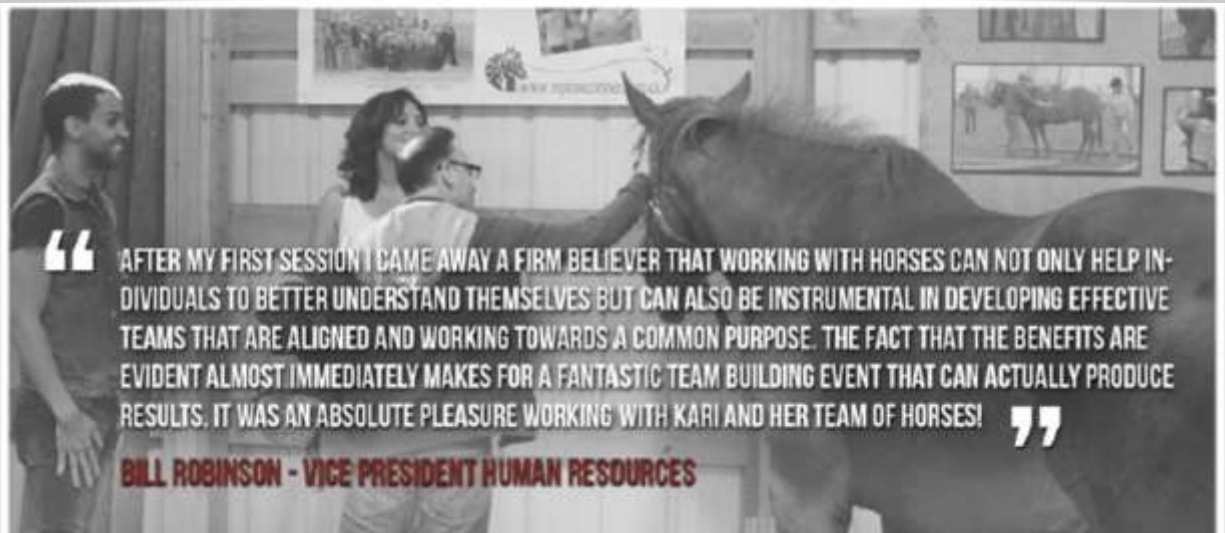 “ AFTER MY FIRST SESSION I CAME AWAY A FIRM BELIEVER THAT WORKING WITH HORSES CAN NOT ONLY HELP IN-
DIVIDUALS TO BETTER UNDERSTAND THEMSELVES BUT CAN ALSO BE INSTRUMENTAL IN DEVELOPING EFFECTIVE
TEAMS THAT ARE ALIGNED AND WORKING TOWARDS A COMMON PURPOSE. THE FACT THAT THE BENEFITS ARE
EVIDENT ALMOST IMMEDIATELY MAKES FOR A FANTASTIC TEAM BUILDING EVENT THAT CAN ACTUALLY PRODUCE
RESULTS. IT WAS AN ABSOLUTE PLEASURE WORKING WITH KARI AND HER TEAM OF HORSES! ”
BILL ROBINSON - VICE PRESIDENT HUMAN RESOURCES